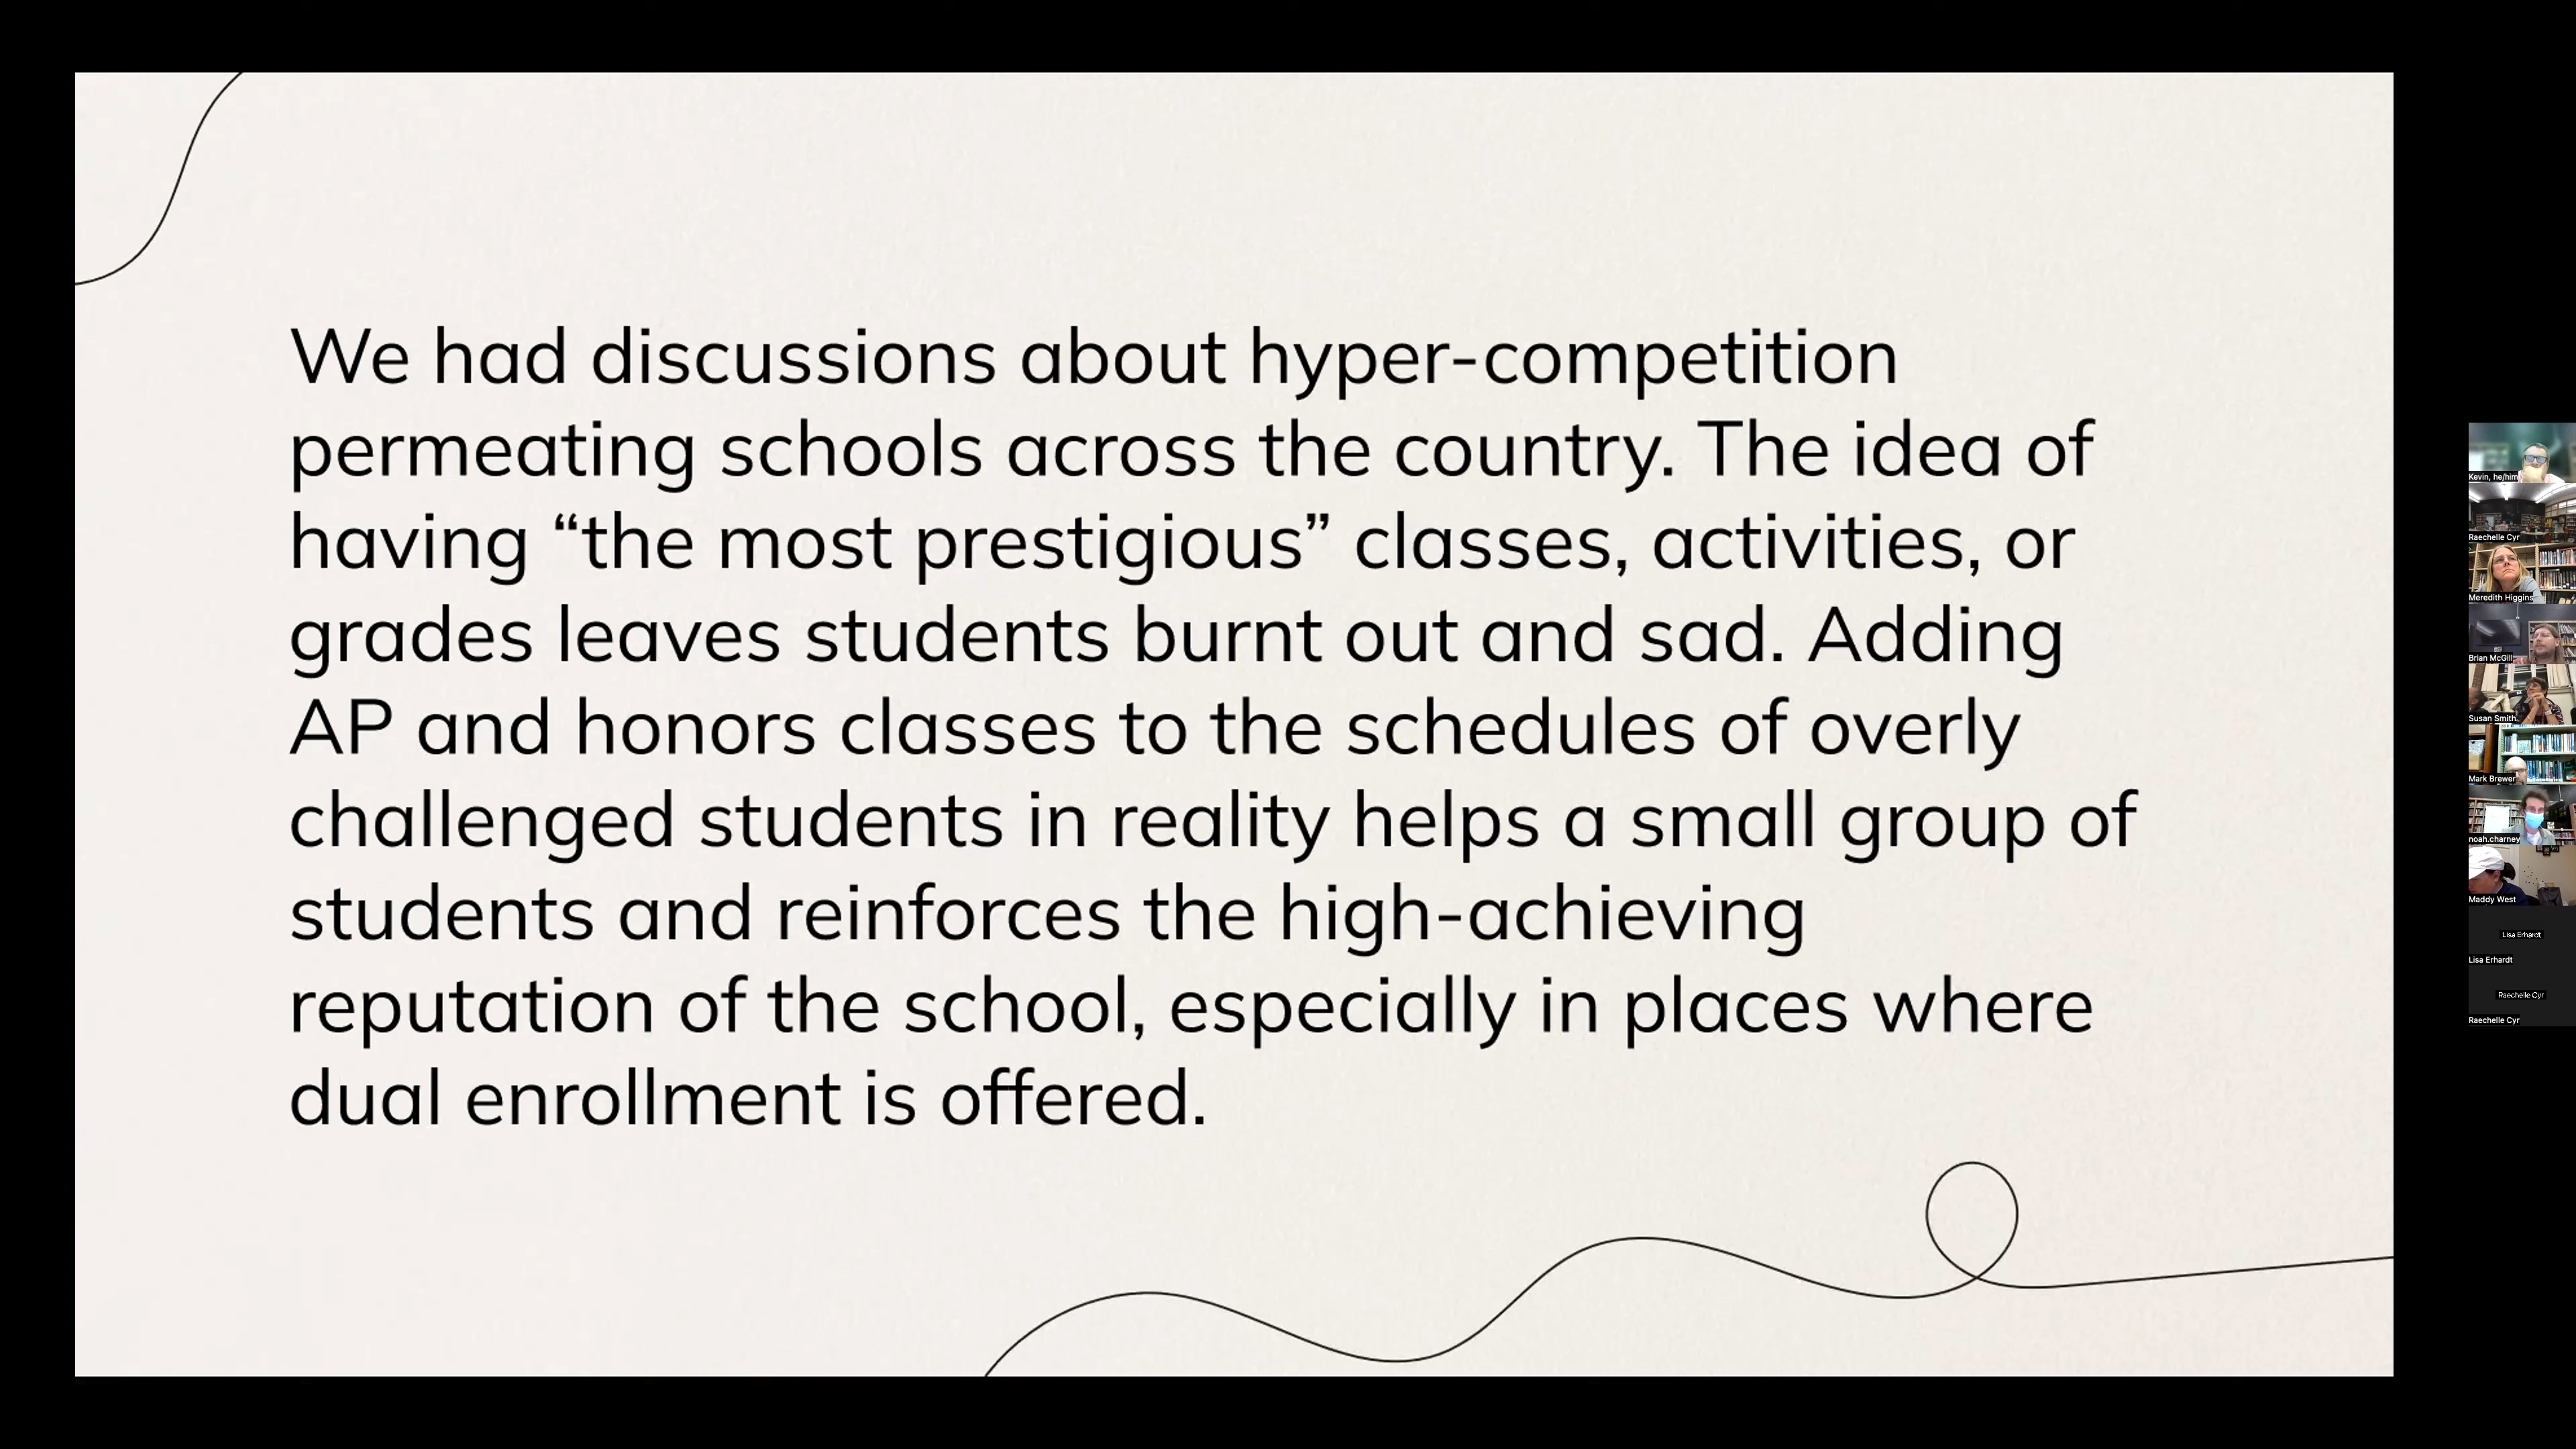 We had discussions about hyper-competition
permeating schools across the country. The idea of
having “the most prestigious” classes, activities, or
grades leaves students burnt out and sad. Adding
AP and honors classes to the schedules of overly
challenged students in reality helps a small group of
students and reinforces the high-achieving
reputation of the school, especially in places where
dual enrollment is offered.
Kevin, he/him
Raechelle Cyr
Meredith Higgins
Brian McGill
Susan Smith
Mark Brewer
noah.charney
Maddy West
Lisa Erhardt
Lisa Erhardt
Raechelle Cyr
Raechelle Cyr